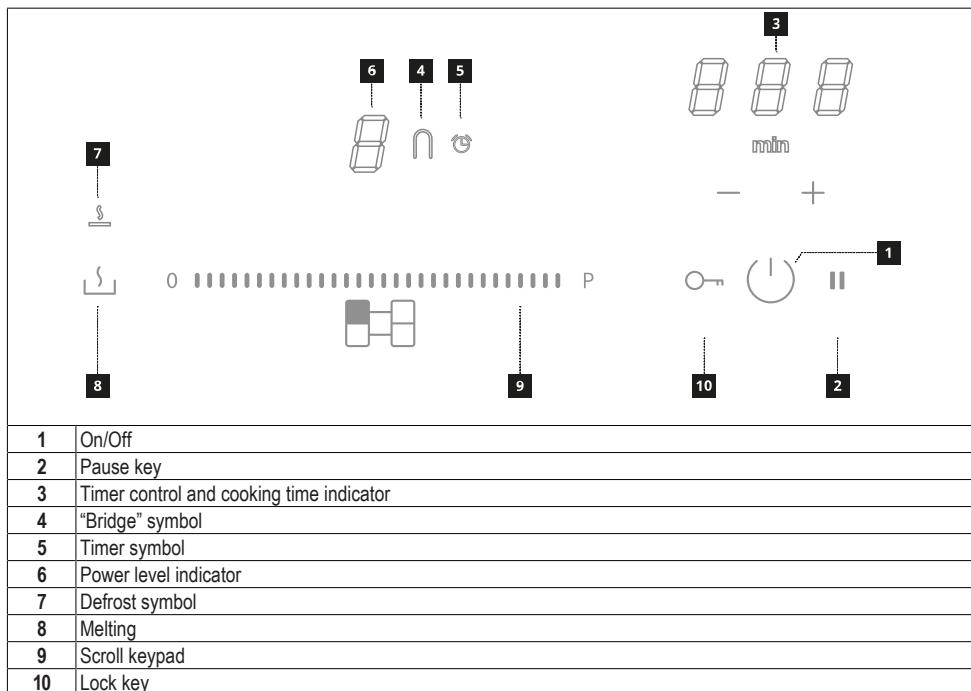 3
6 4 5
min
7
− +
1
0 P
8 9 10 2
1 On/Off
2 Pause key
3 Timer control and cooking time indicator
4 “Bridge” symbol
5 Timer symbol
6 Power level indicator
7 Defrost symbol
8 Melting
9 Scroll keypad
10 Lock key